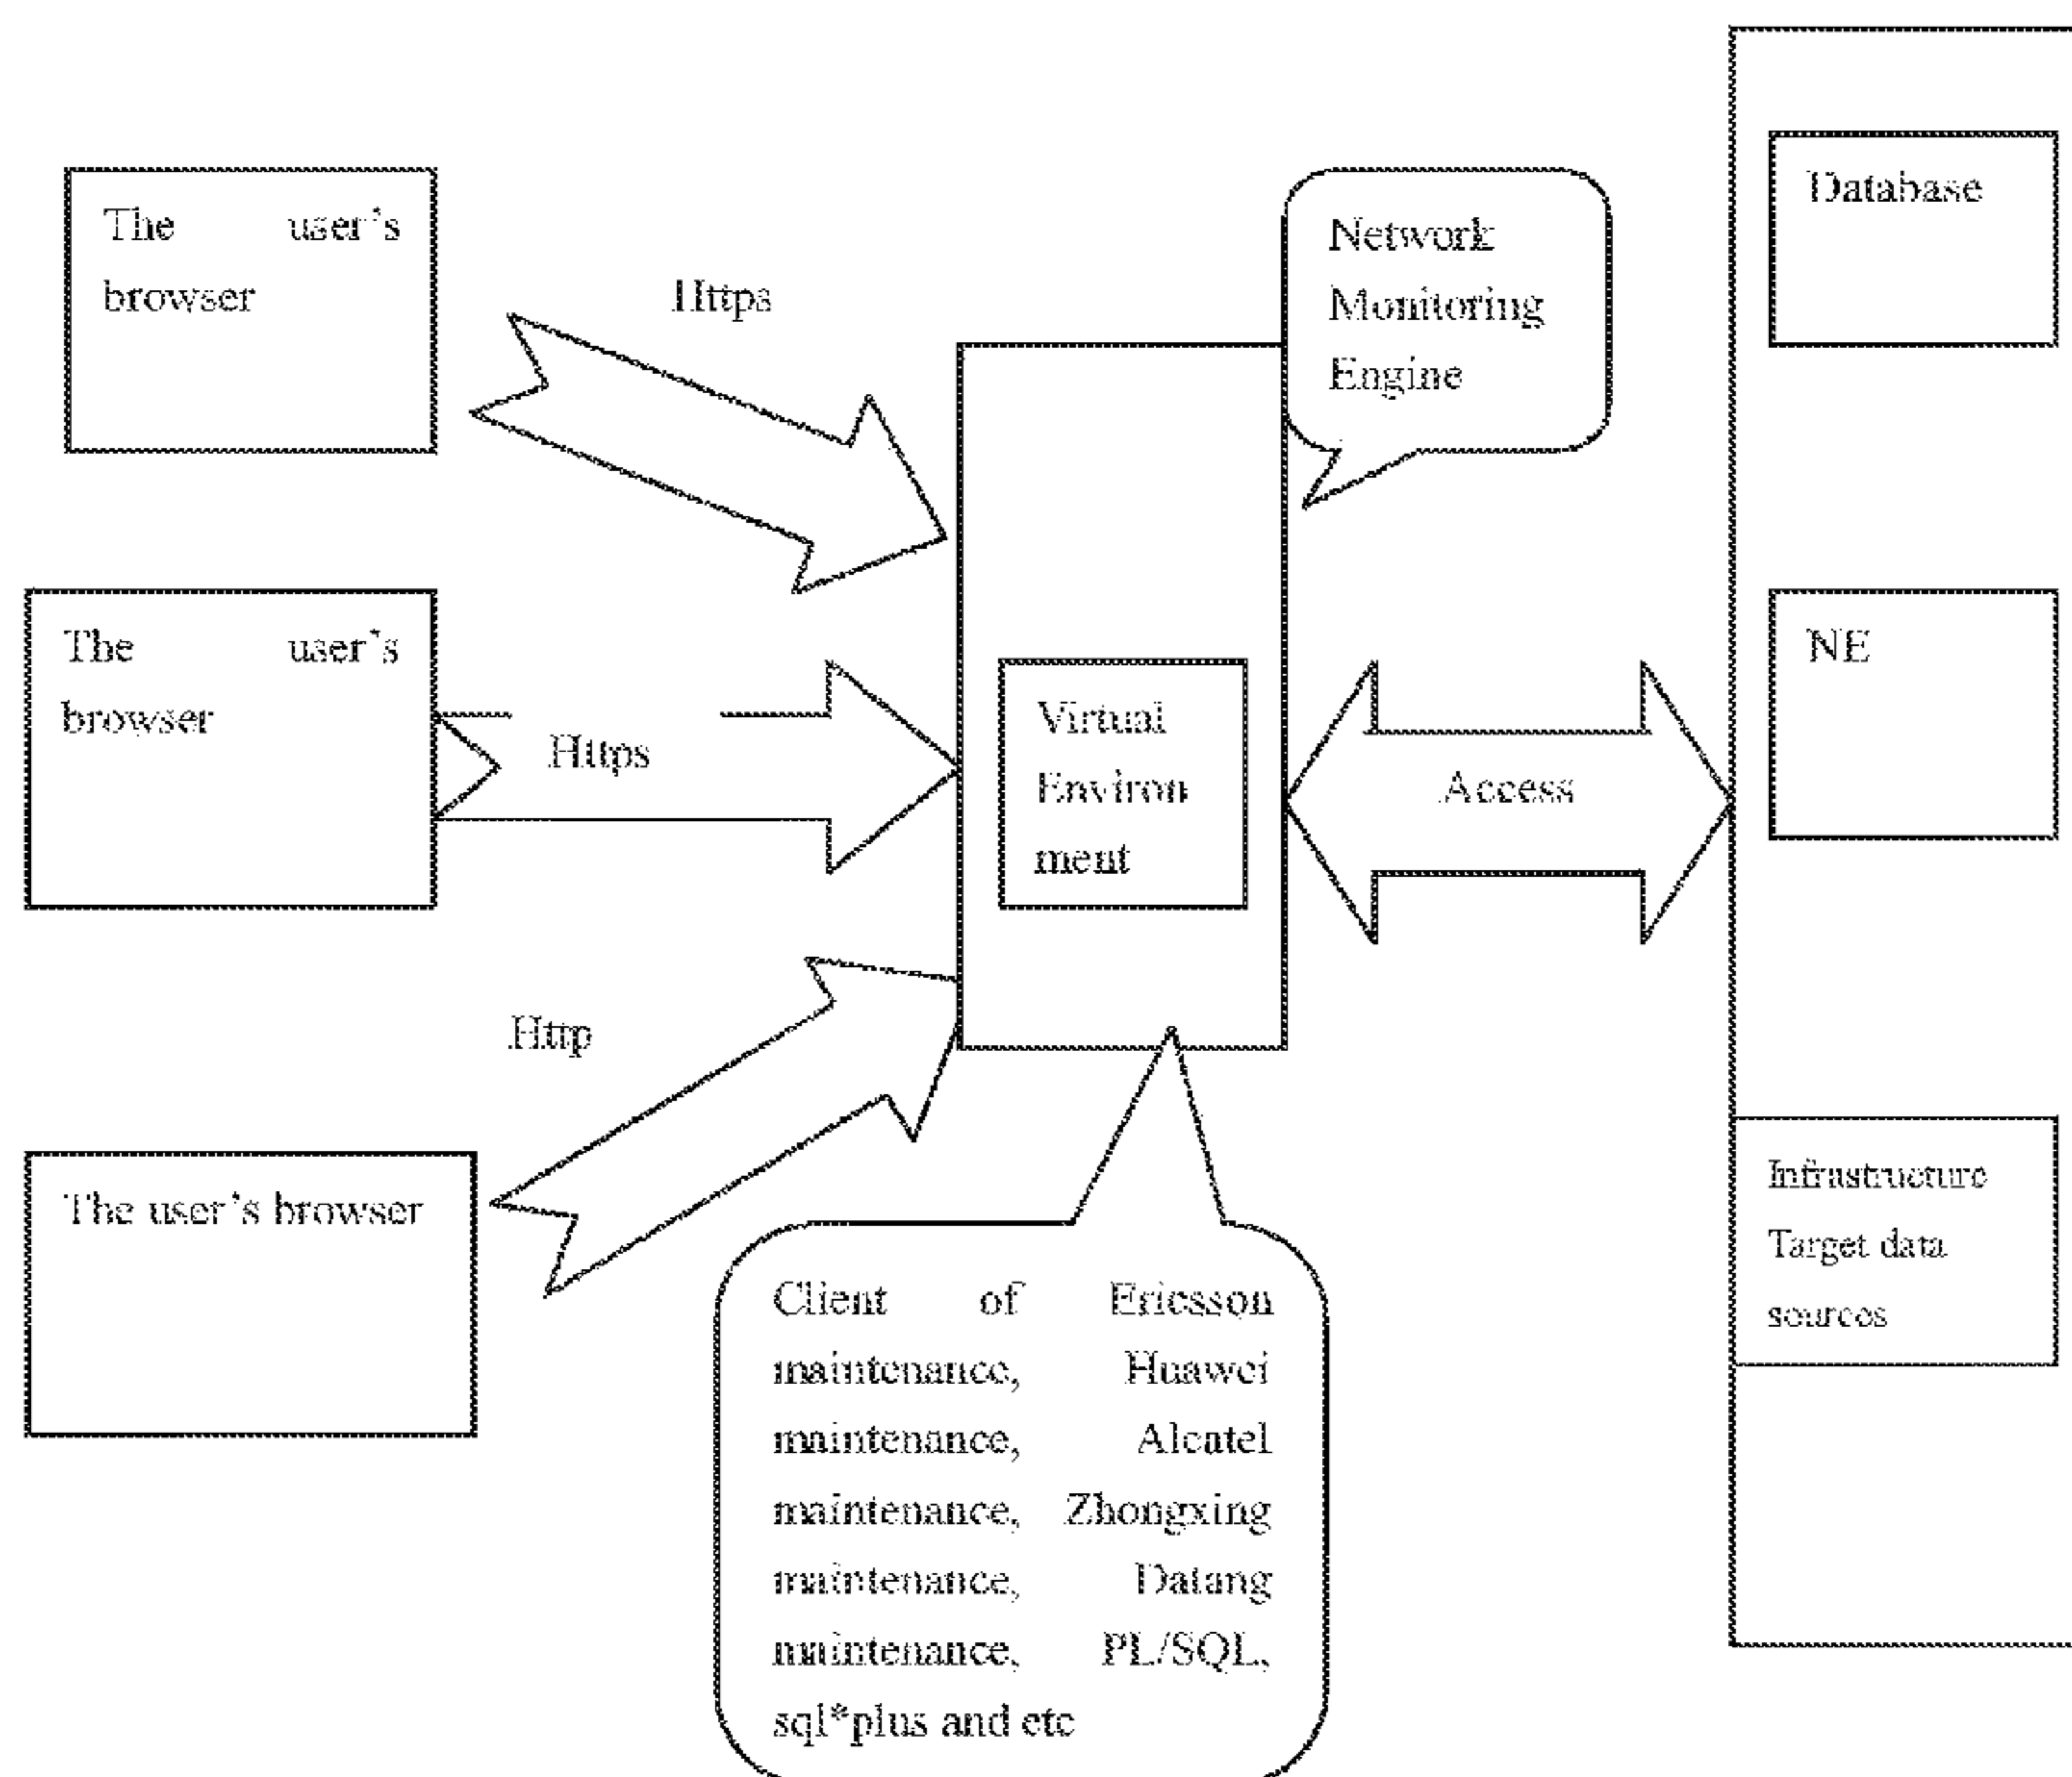 The user's
browser
Https
Network
Monitoring
Engine
Database
The user's
browser
Https
Virtual
Environ
ment
Access
NE
Http
The user's browser
Infrastructure
Target data
sources
Client of Ericsson
maintenance, Huawei
maintenance, Alcatel
maintenance, Zhongxing
maintenance, Datang
maintenance, PL/SQL,
sql*plus and etc